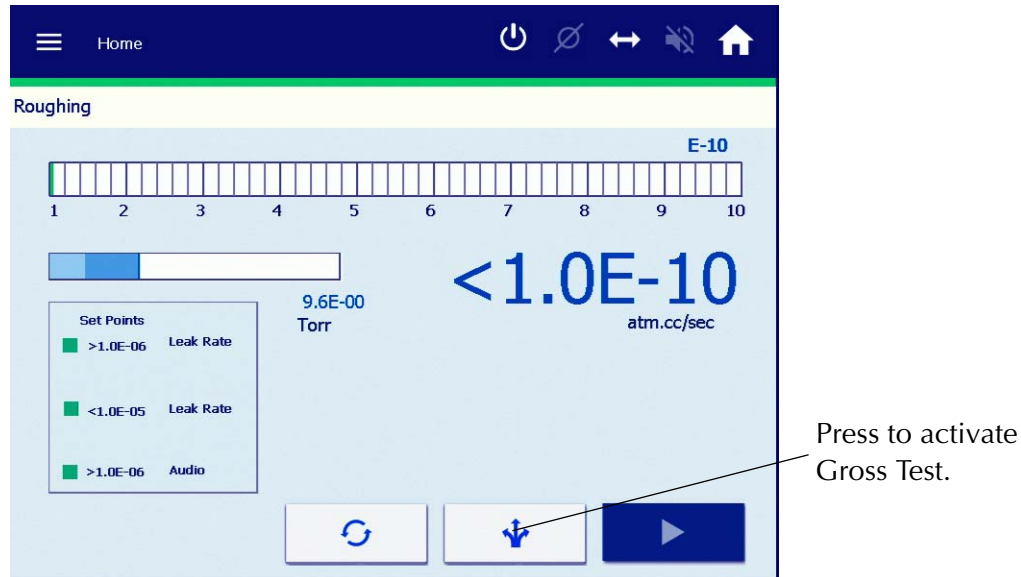 Home
Roughing
E-10
1 2 3 4 5 6 7 8 9 10
<1.0E-10
atm.cc/sec
9.6E-00
Torr
Set Points
>1.0E-06 Leak Rate
<1.0E-05 Leak Rate
>1.0E-06 Audio
Press to activate
Gross Test.